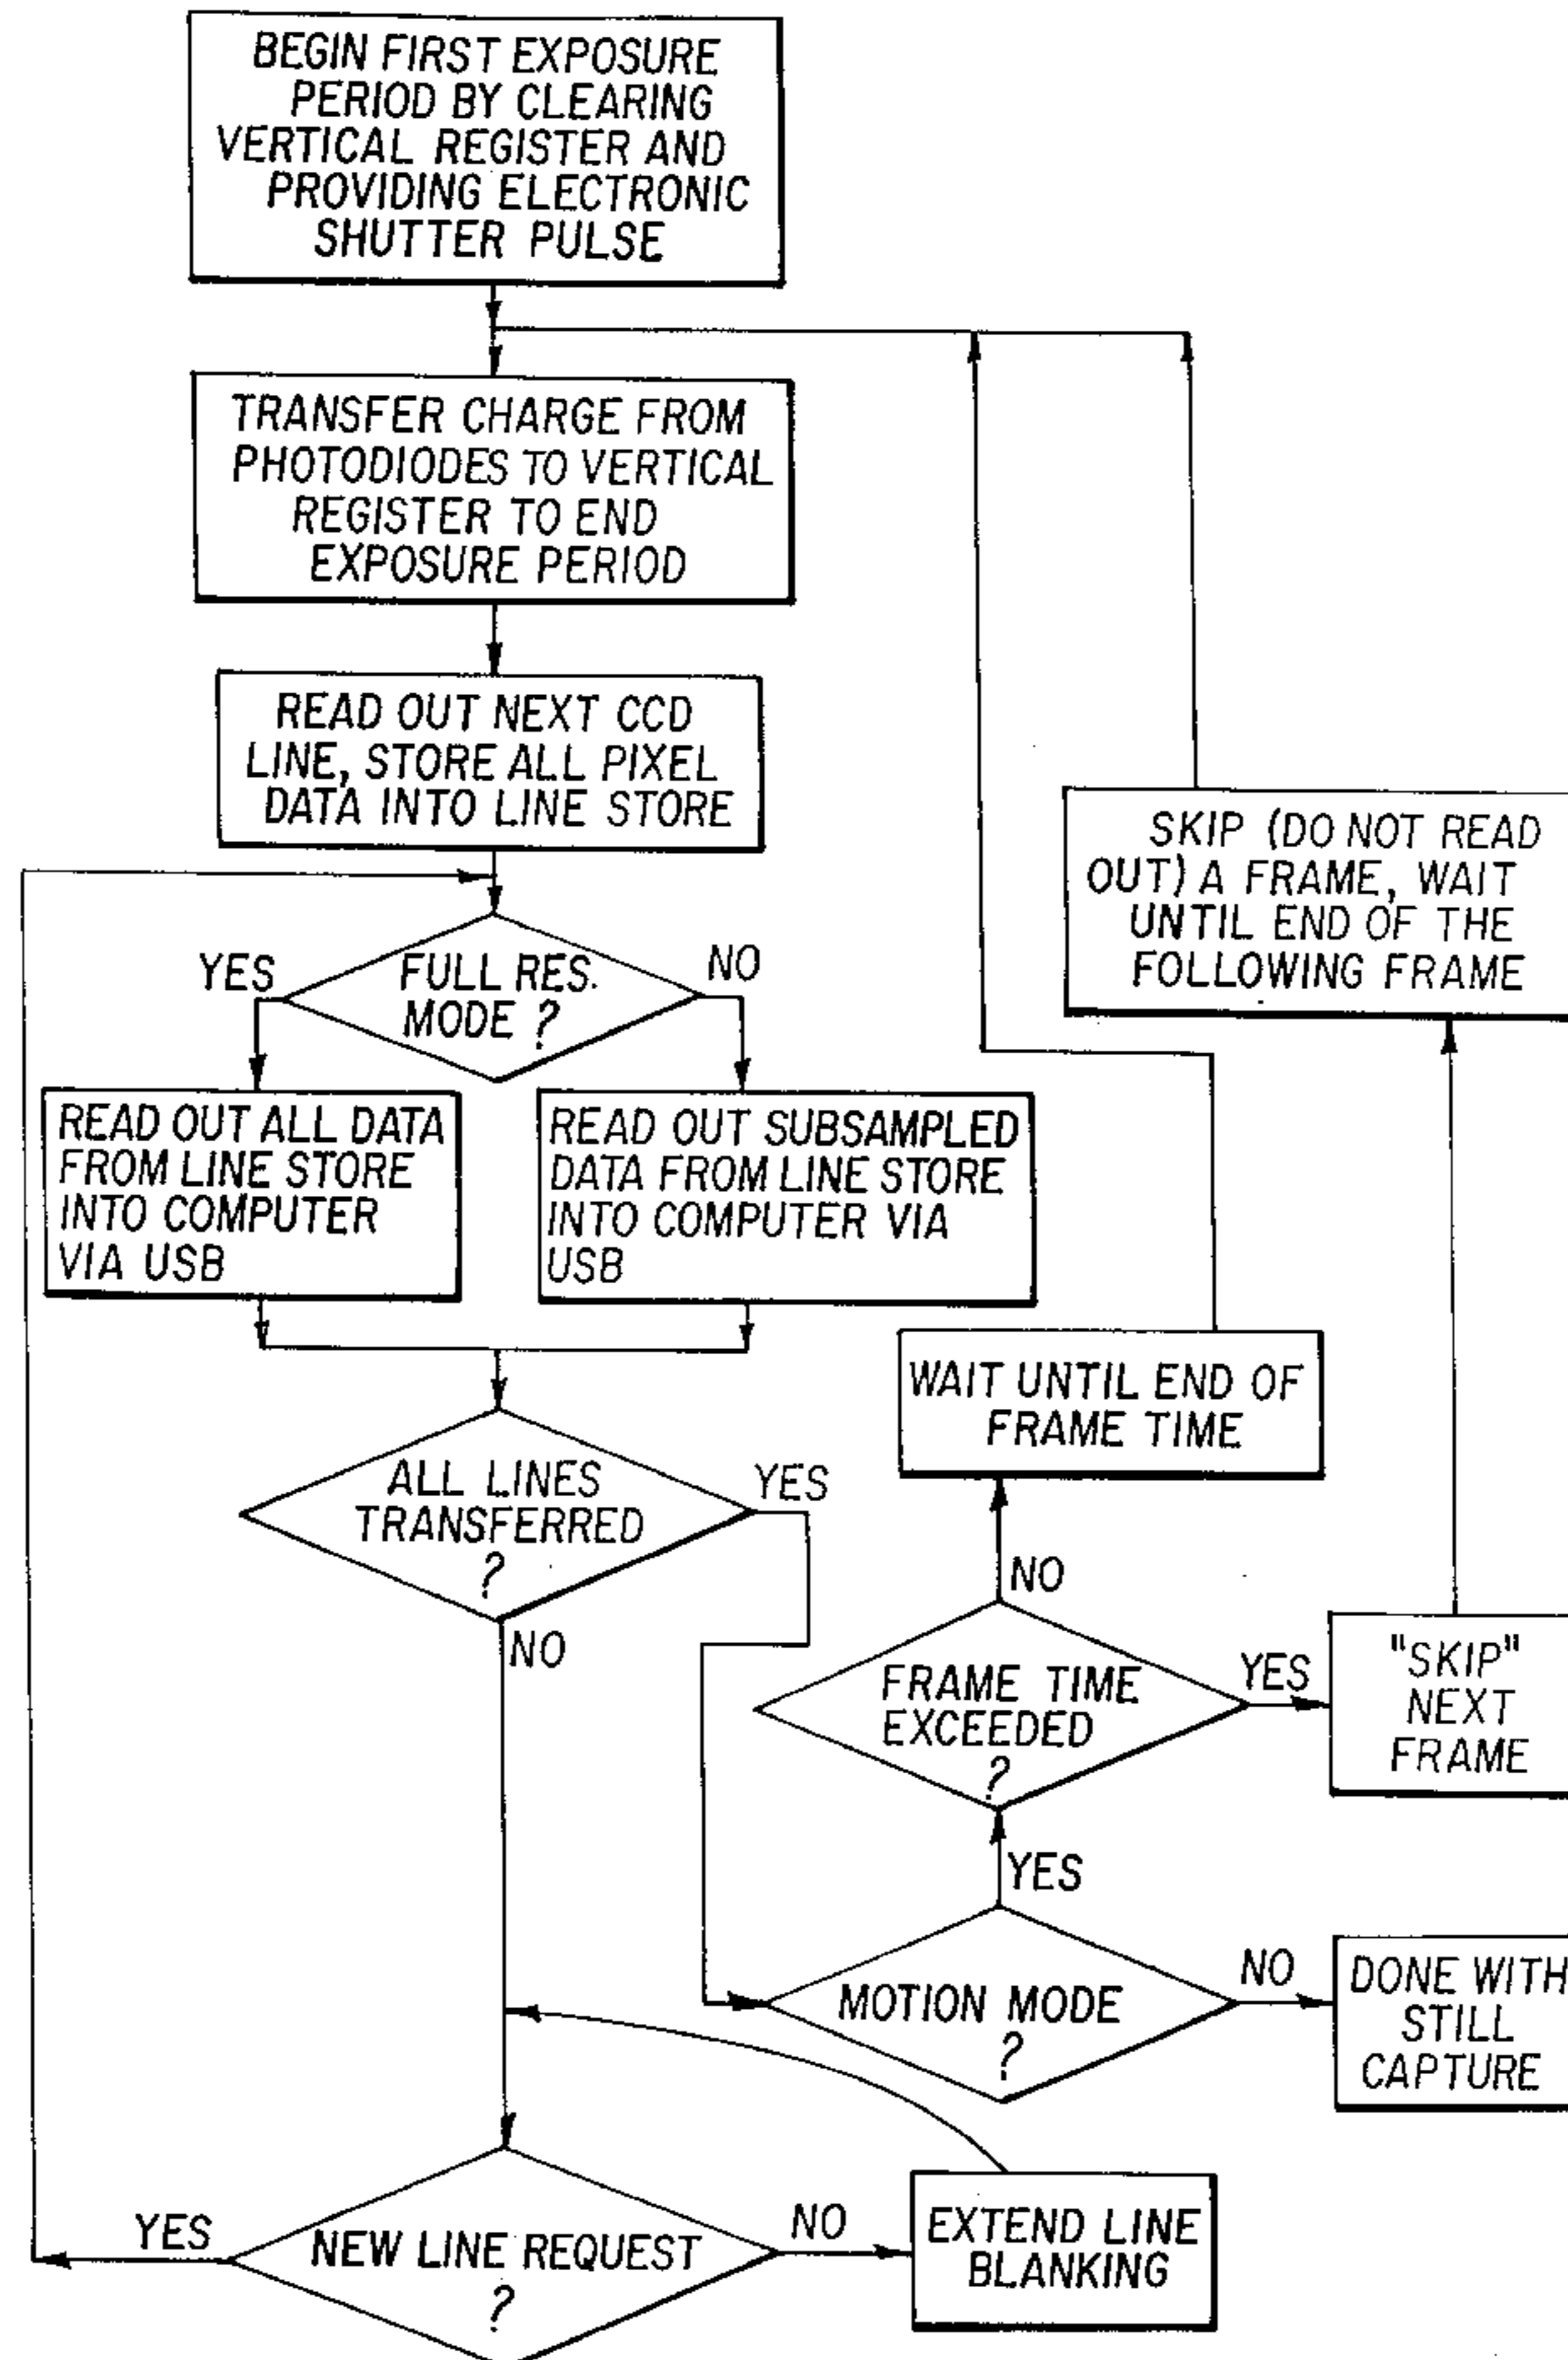 BEGIN FIRST EXPOSURE
PERIOD BY CLEARING
VERTICAL REGISTER AND
PROVIDING ELECTRONIC
SHUTTER PULSE
TRANSFER CHARGE FROM
PHOTODIODES TO VERTICAL
REGISTER TO END
EXPOSURE PERIOD
READ OUT NEXT CCD
LINE, STORE ALL PIXEL
DATA INTO LINE STORE
SKIP (DO NOT READ
OUT) A FRAME, WAIT
UNTIL END OF THE
FOLLOWING FRAME
YES
FULL RES.
MODE ?
NO
READ OUT ALL DATA
FROM LINE STORE
INTO COMPUTER
VIA USB
READ OUT SUBSAMPLED
DATA FROM LINE STORE
INTO COMPUTER VIA
USB
WAIT UNTIL END OF
FRAME TIME
ALL LINES
TRANSFERRED
?
YES
NO
NO
FRAME TIME
EXCEEDED
?
YES
"SKIP"
NEXT
FRAME
YES
MOTION MODE
?
NO
DONE WITH
STILL
CAPTURE
YES
NEW LINE REQUEST
?
NO
EXTEND LINE
BLANKING